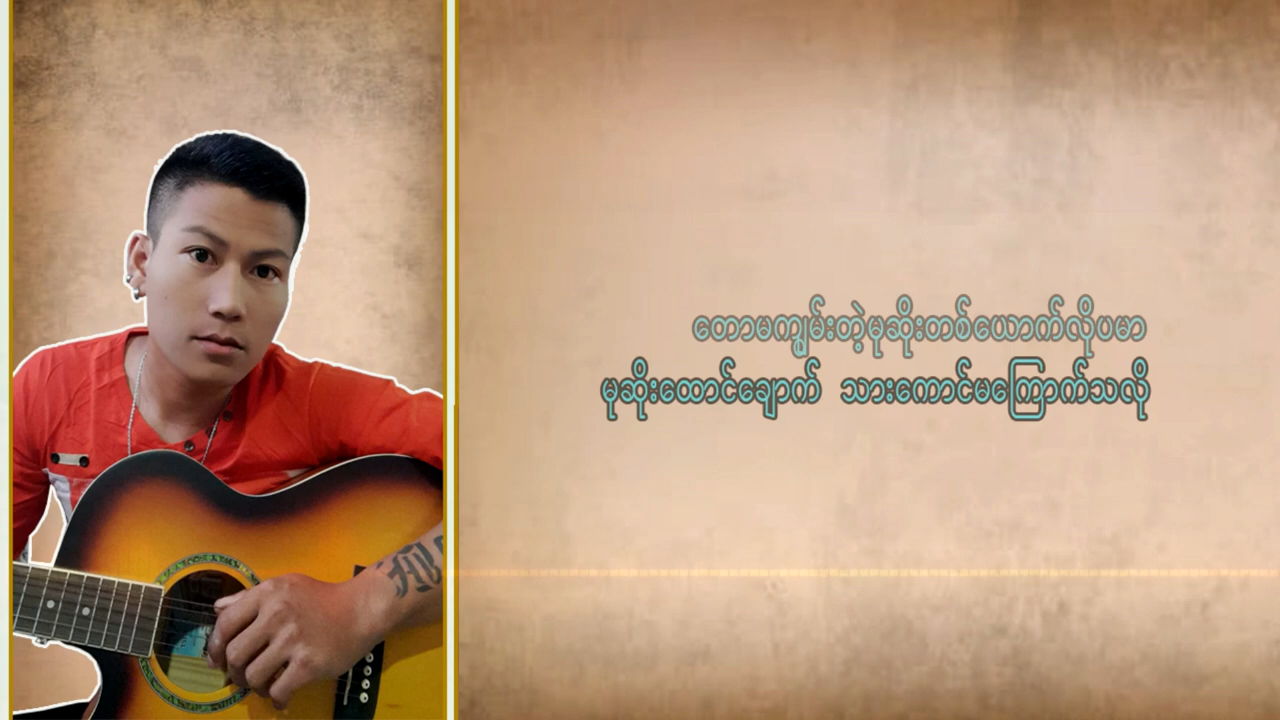 တောမကျွမ်းတဲ့မုဆိုးတစ်ယောက်လိုပမာ
မုဆိုးထောင်ချောက် သားကောင်မကြောက်သလို